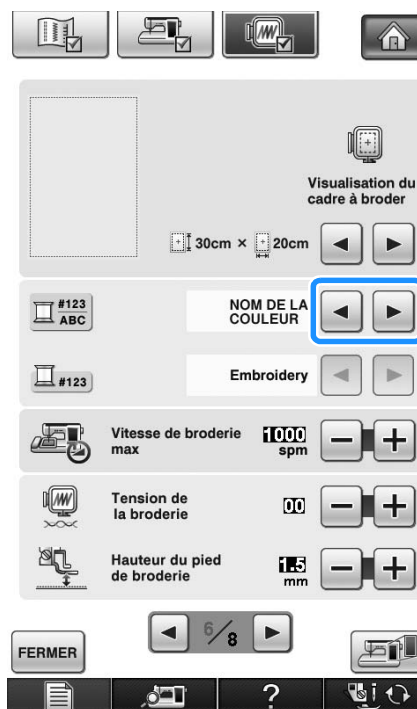 Visualisation du
cadre à broder
30cm × 20cm
#123
ABC
NOM DE LA
COULEUR
#123
Embroidery
Vitesse de broderie
max
1000
spm
Tension de
la broderie
00
Hauteur du pied
de broderie
1.5
mm
FERMER
6/8
?